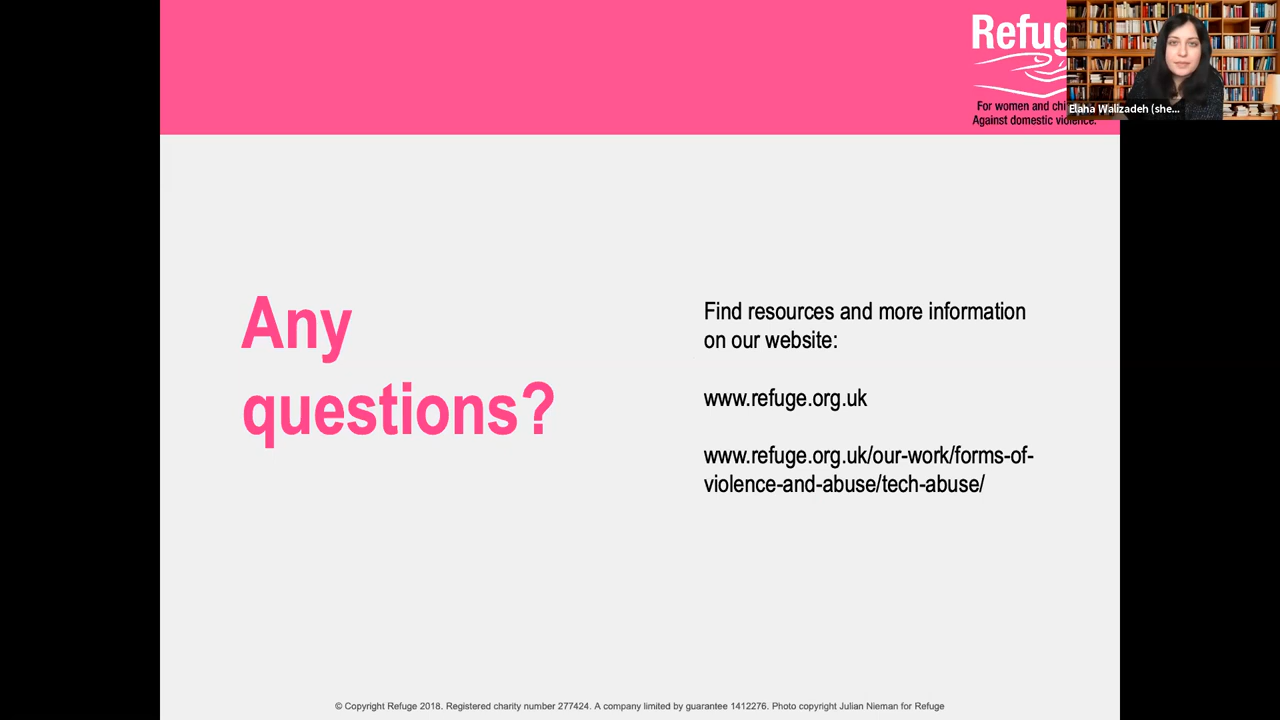 Refug
For women and chi
Against domestic violence.
Elaha Walizadeh (she...
Any
questions?
Find resources and more information
on our website:
www.refuge.org.uk
www.refuge.org.uk/our-work/forms-of-
violence-and-abuse/tech-abuse/
© Copyright Refuge 2018. Registered charity number 277424. A company limited by guarantee 1412276. Photo copyright Julian Nieman for Refuge